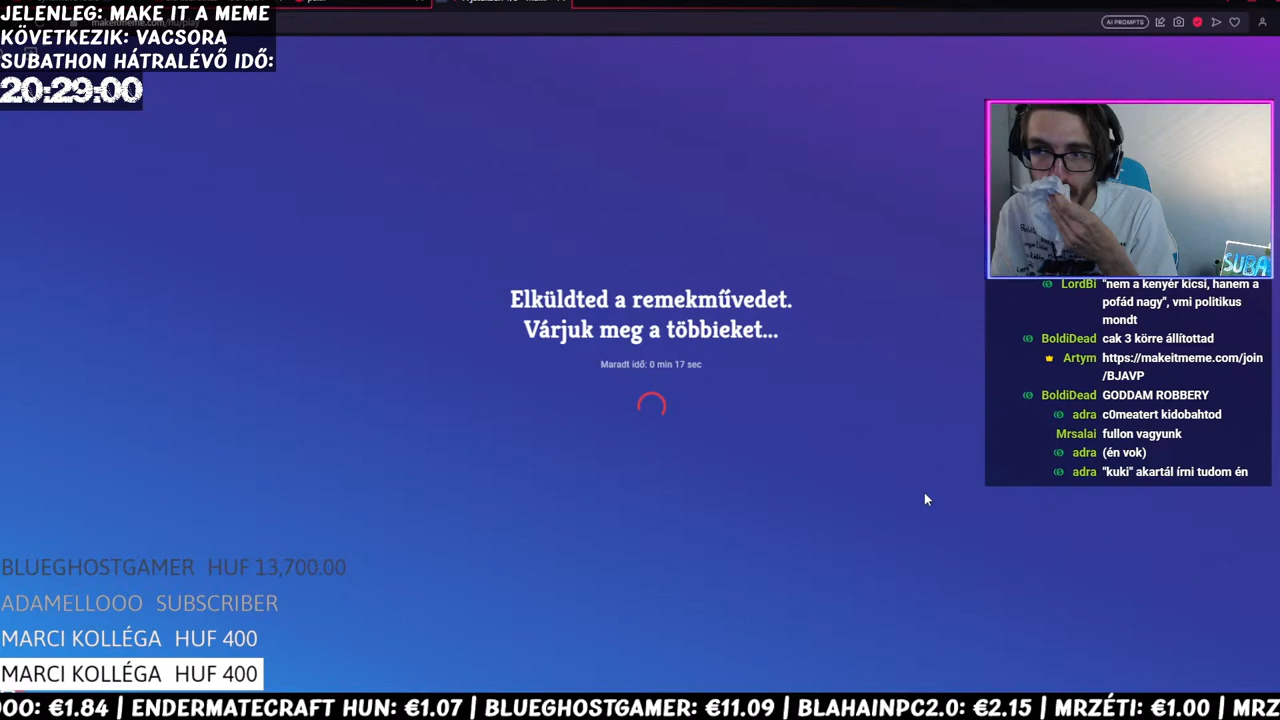 JELENLEG: MAKE IT A MEME
KÖVETKEZIK: VACSORA
SUBATHON HÁTRALÉVŐ IDŐ:
20:29:00
AI PROMPTS
Elküldted a remekművedet.
Várjuk meg a többieket...
Maradt idő: 0 min 17 sec
SUBA
LordBi "nem a kenyér kicsi, hanem a
pofád nagy", vmi politikus
mondt
BoldiDead cak 3 körre állítottad
Artym https://makeitmeme.com/join
/BJAVP
BoldiDead GODDAM ROBBERY
adra c0meatert kidobahtod
Mrsalai fullon vagyunk
adra (én vok)
adra "kuki" akartál írni tudom én
BLUEGHOSTGAMER HUF 13,700.00
ADAMELLOOO SUBSCRIBER
MARCI KOLLÉGA HUF 400
MARCI KOLLÉGA HUF 400
OO: €1.84 | ENDERMATECRAFT HUN: €1.07 | BLUEGHOSTGAMER: €11.09 | BLAHAINPC2.0: €2.15 | MRZÉTI: €1.00 | MRZ